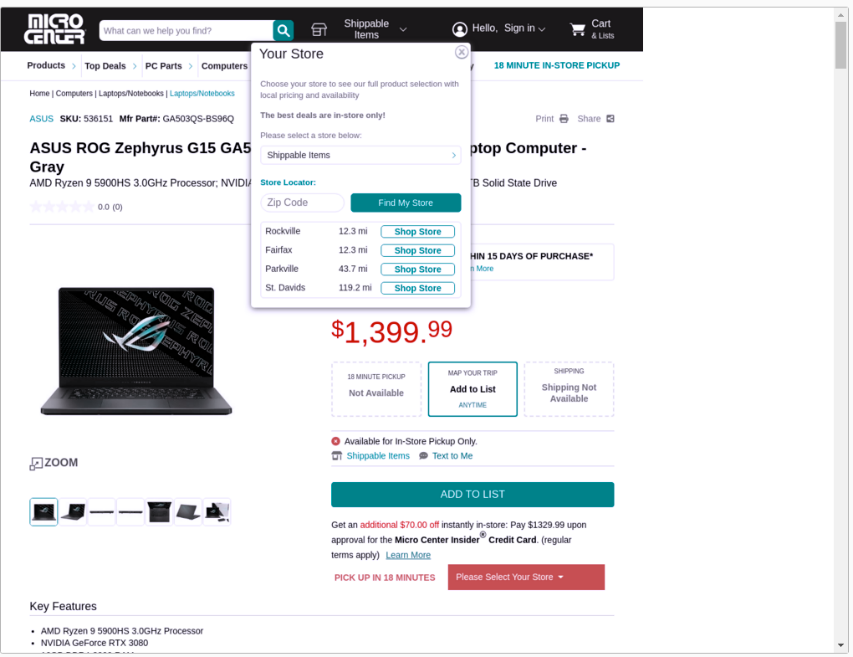 MICRO CENTER
What can we help you find?
Shippable Items
Hello, Sign in
Cart & Lists
Products > Top Deals > PC Parts > Computers
18 MINUTE IN-STORE PICKUP
Home | Computers | Laptops/Notebooks | Laptops/Notebooks
ASUS SKU: 536151 Mfr Part#: GA503QS-BS96Q
Print Share
ASUS ROG Zephyrus G15
Computer -
Gray
AMD Ryzen 9 5900HS 3.0GHz Processor;
Solid State Drive
0.0 (0)
Your Store
Choose your store to see our full product selection with
local pricing and availability
The best deals are in-store only!
Please select a store below:
Shippable Items
Store Locator:
Zip Code
Find My Store
Rockville 12.3 mi Shop Store
Fairfax 12.3 mi Shop Store
Parkville 43.7 mi Shop Store
St. Davids 119.2 mi Shop Store
15 DAYS OF PURCHASE*
More
$1,399.99
18 MINUTE PICKUP
Not Available
MAP YOUR TRIP
Add to List
ANYTIME
SHIPPING
Shipping Not
Available
Available for In-Store Pickup Only.
Shippable Items Text to Me
ZOOM
ADD TO LIST
Get an additional $70.00 off instantly in-store: Pay $1329.99 upon
approval for the Micro Center Insider® Credit Card. (regular
terms apply) Learn More
PICK UP IN 18 MINUTES
Please Select Your Store
Key Features
• AMD Ryzen 9 5900HS 3.0GHz Processor
• NVIDIA GeForce RTX 3080